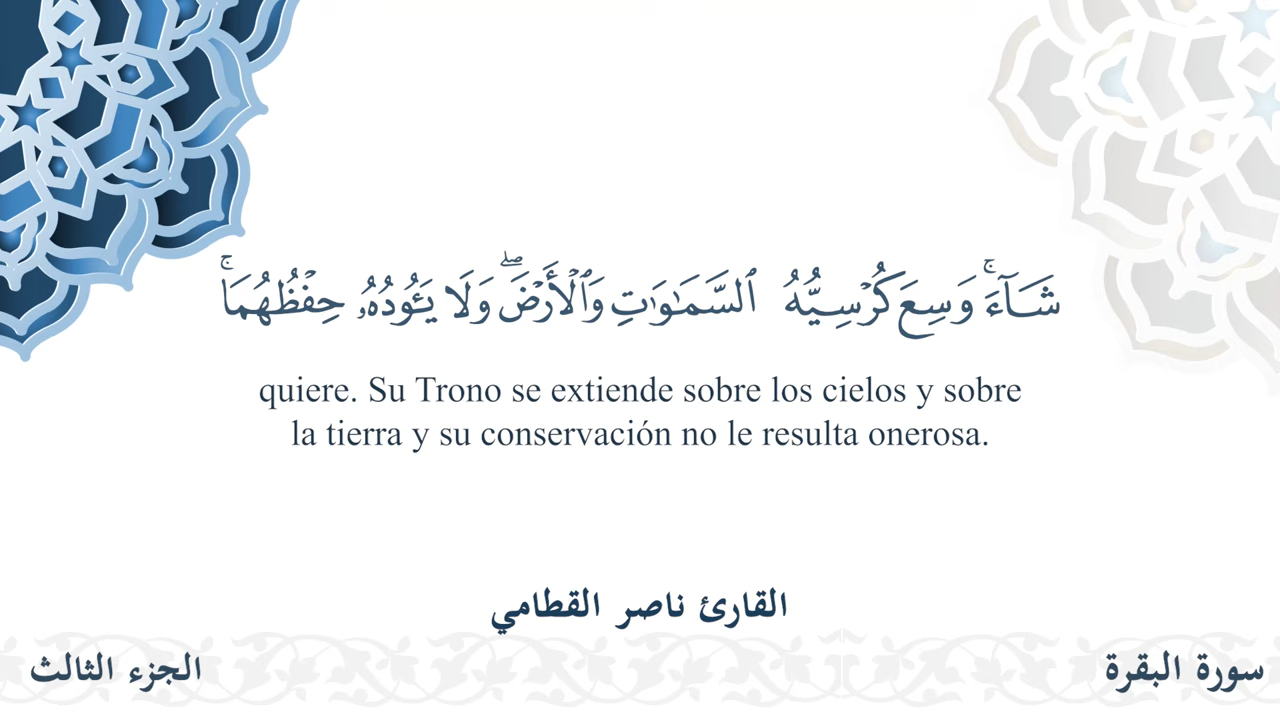 شَآءَۚ وَسِعَ كُرْسِيُّهُ ٱلسَّمَٰوَٰتِ وَٱلْأَرْضَۖ وَلَا يَـُٔودُهُۥ حِفْظُهُمَاۚ
quiere. Su Trono se extiende sobre los cielos y sobre
la tierra y su conservación no le resulta onerosa.
القارئ ناصر القطامي
سورة البقرة
الجزء الثالث